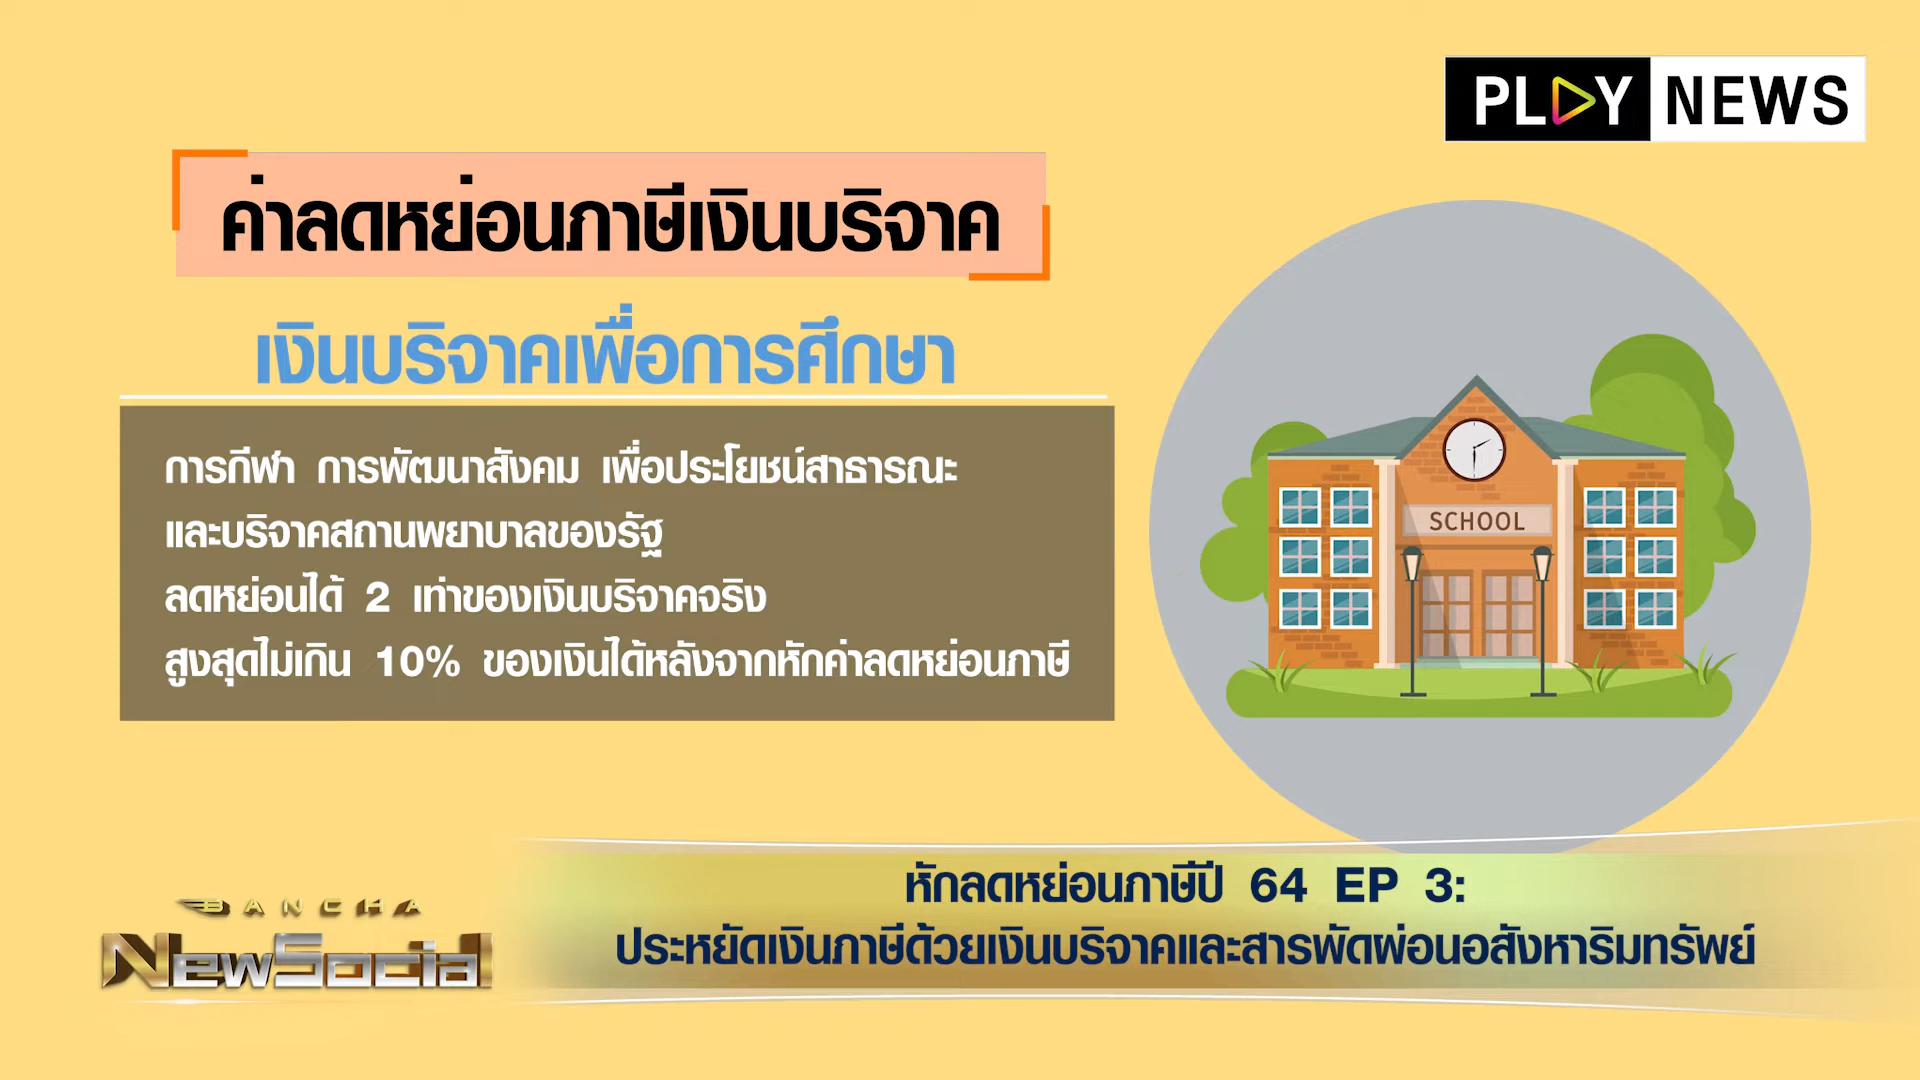 PLAY NEWS
ค่าลดหย่อนภาษีเงินบริจาค
เงินบริจาคเพื่อการศึกษา
การกีฬา การพัฒนาสังคม เพื่อประโยชน์สาธารณะ
และบริจาคสถานพยาบาลของรัฐ
ลดหย่อนได้ 2 เท่าของเงินบริจาคจริง
สูงสุดไม่เกิน 10% ของเงินได้หลังจากหักค่าลดหย่อนภาษี
SCHOOL
หักลดหย่อนภาษีปี 64 EP 3:
ประหยัดเงินภาษีด้วยเงินบริจาคและสารพัดผ่อนอสังหาริมทรัพย์
BANCHA
NewSocial